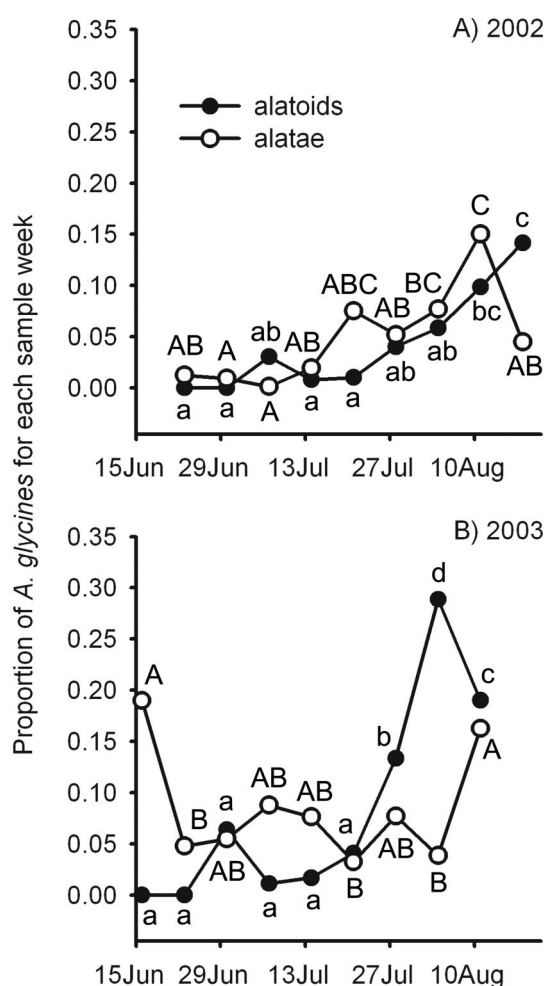 A) 2002
0.35
0.30
0.25
0.20
0.15
0.10
0.05
0.00
alatoids
alatae
AB A ab A AB ABC AB BC C c
a a a a ab ab bc AB
15Jun 29Jun 13Jul 27Jul 10Aug
Proportion of A. glycines for each sample week
B) 2003
0.35
0.30
0.25
0.20
0.15
0.10
0.05
0.00
A B a AB AB a b d c
a a AB a a B AB B A
15Jun 29Jun 13Jul 27Jul 10Aug